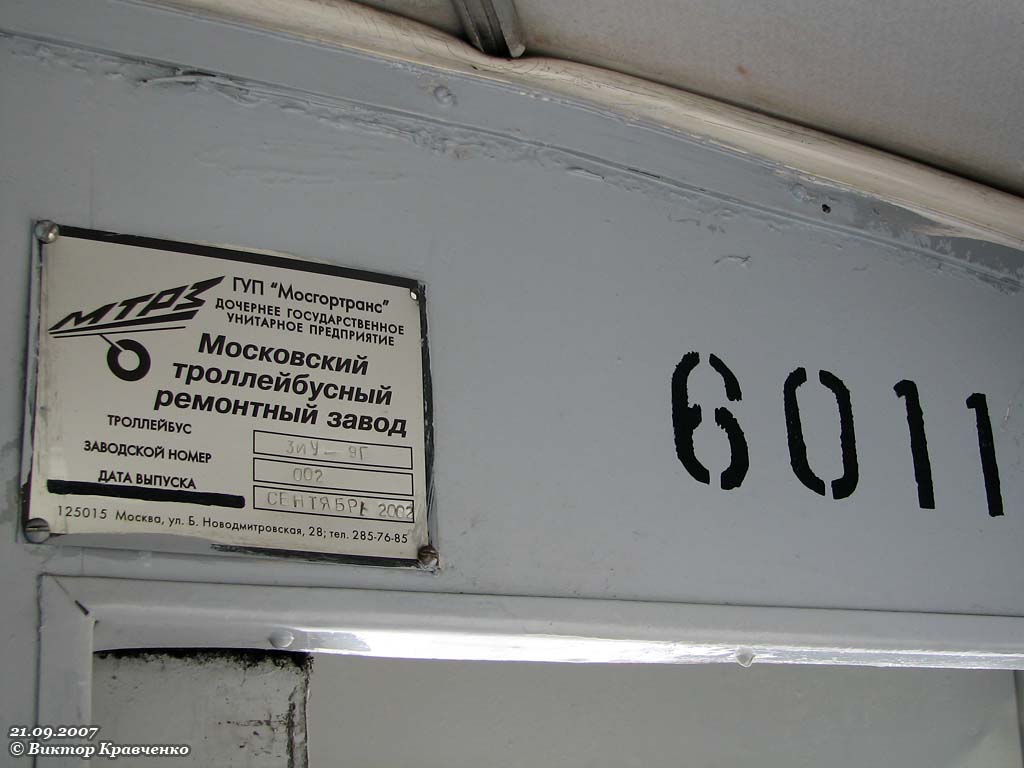 МТРЗ
ГУП "Мосгортранс"
ДОЧЕРНЕЕ ГОСУДАРСТВЕННОЕ
УНИТАРНОЕ ПРЕДПРИЯТИЕ
Московский
троллейбусный
ремонтный завод
ТРОЛЛЕЙБУС ЗиУ-9Г
ЗАВОДСКОЙ НОМЕР 002
ДАТА ВЫПУСКА СЕНТЯБРЬ 2002
125015 Москва, ул. Б. Новодмитровская, 28; тел. 285-76-85
6011
21.09.2007
© Виктор Кравченко